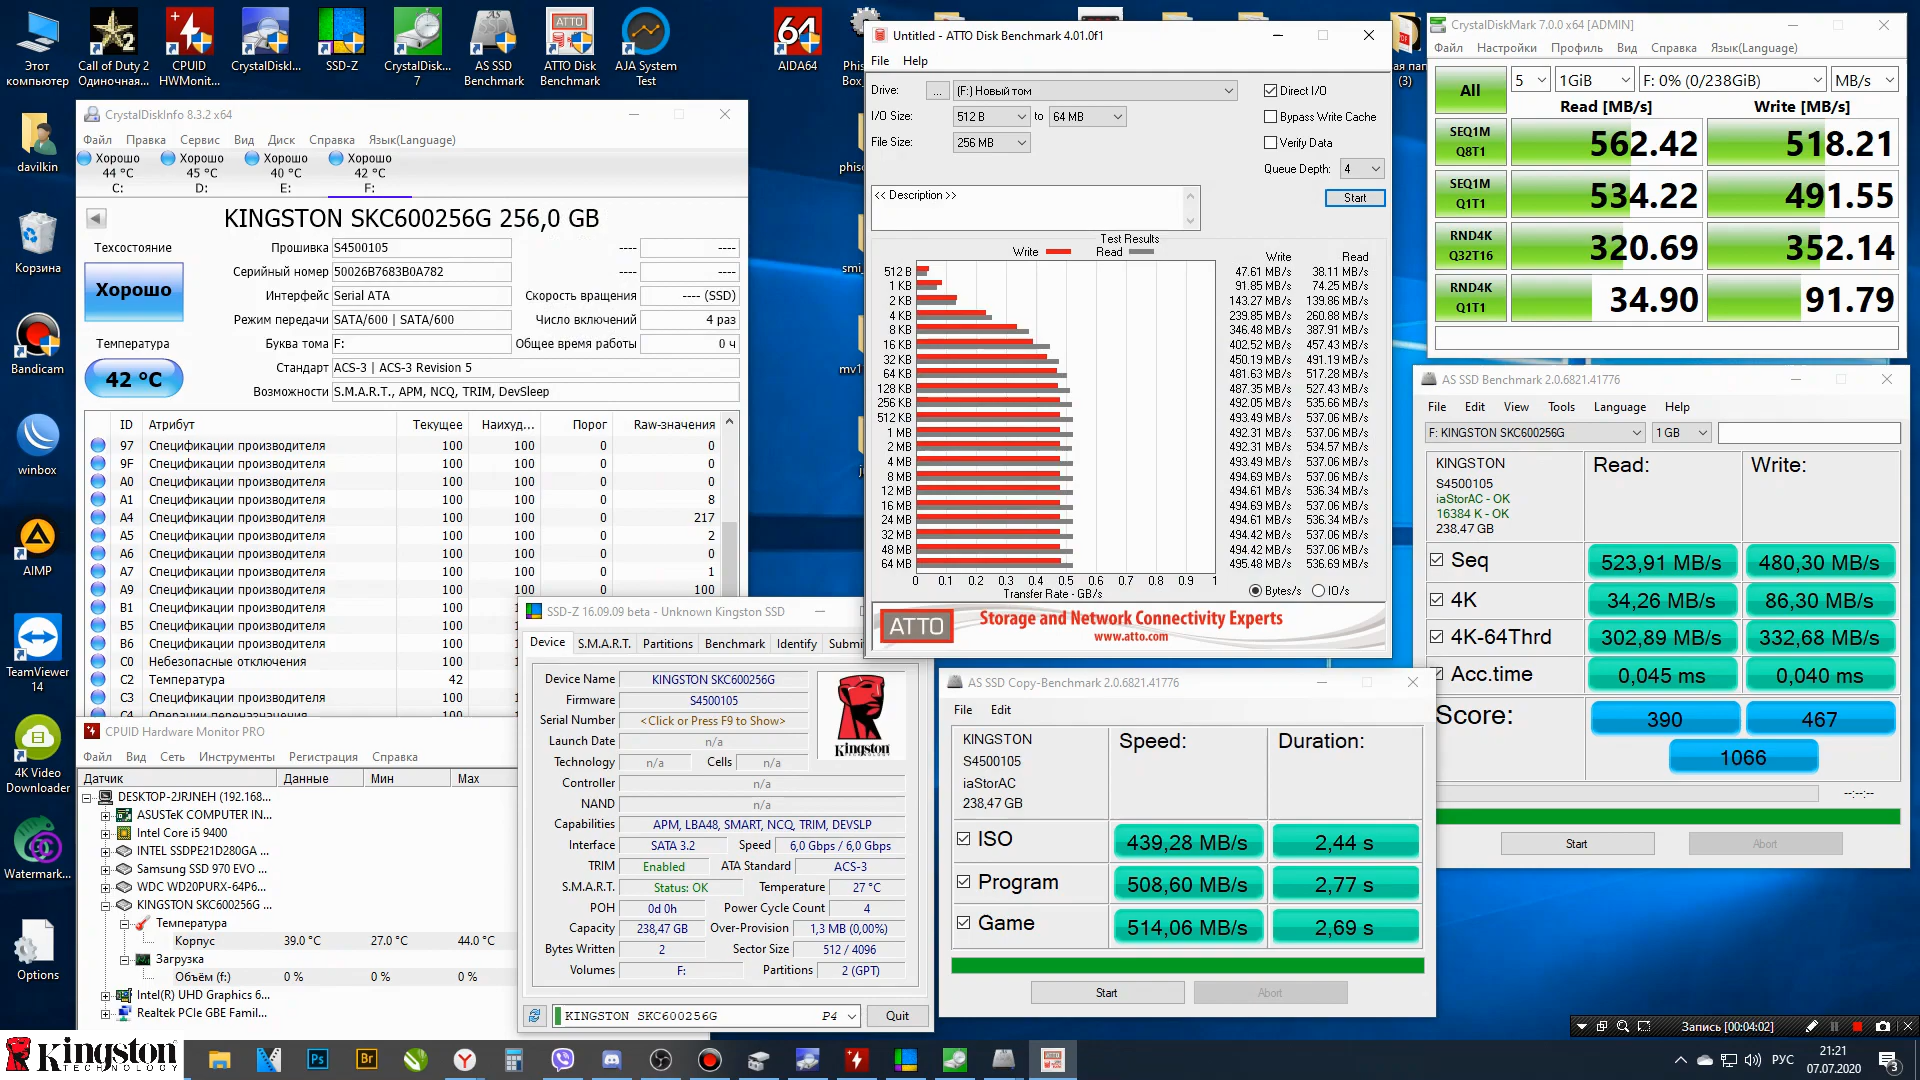 Этот
компьютер
Call of Duty 2
Одиночная...
CPUID
HWMonit...
CrystalDiskI...
SSD-Z
CrystalDisk...
7
AS SSD
Benchmark
ATTO Disk
Benchmark
AJA System
Test
AIDA64
davilkin
Корзина
Bandicam
winbox
AIMP
TeamViewer
14
4K Video
Downloader
Watermark...
Options
CrystalDiskInfo 8.3.2 x64
Файл Правка Сервис Вид Диск Справка Язык(Language)
Хорошо Хорошо Хорошо Хорошо
44 °C 45 °C 40 °C 42 °C
C: D: E: F:
KINGSTON SKC600256G 256,0 GB
Техсостояние
Хорошо
Температура
42 °C
Прошивка S4500105 ---- ----
Серийный номер 50026B7683B0A782 ---- ----
Интерфейс Serial ATA Скорость вращения ---- (SSD)
Режим передачи SATA/600 | SATA/600 Число включений 4 раз
Буква тома F: Общее время работы 0 ч
Стандарт ACS-3 | ACS-3 Revision 5
Возможности S.M.A.R.T., APM, NCQ, TRIM, DevSleep
ID Атрибут Текущее Наихуд... Порог Raw-значения
97 Спецификации производителя 100 100 0 0
9F Спецификации производителя 100 100 0 0
A0 Спецификации производителя 100 100 0 0
A1 Спецификации производителя 100 100 0 8
A4 Спецификации производителя 100 100 0 217
A5 Спецификации производителя 100 100 0 2
A6 Спецификации производителя 100 100 0 0
A7 Спецификации производителя 100 100 0 1
A9 Спецификации производителя 100 100 0 100
B1 Спецификации производителя 100
B5 Спецификации производителя 100
B6 Спецификации производителя 100
C0 Небезопасные отключения 100
C2 Температура 42
C3 Спецификации производителя 100
CPUID Hardware Monitor PRO
Файл Вид Сеть Инструменты Регистрация Справка
Датчик Данные Мин Max
DESKTOP-2JRJNEH (192.168...
ASUSTeK COMPUTER IN...
Intel Core i5 9400
INTEL SSDPE21D280GA ...
Samsung SSD 970 EVO ...
WDC WD20PURX-64P6...
KINGSTON SKC600256G ...
Температура
Корпус 39.0 °C 27.0 °C 44.0 °C
Загрузка
Объём (f:) 0 % 0 % 0 %
Intel(R) UHD Graphics 6...
Realtek PCIe GBE Famil...
SSD-Z 16.09.09 beta - Unknown Kingston SSD
Device S.M.A.R.T. Partitions Benchmark Identify Submi
Device Name KINGSTON SKC600256G
Firmware S4500105
Serial Number <Click or Press F9 to Show>
Launch Date n/a
Technology n/a Cells n/a
Controller n/a
NAND n/a
Capabilities APM, LBA48, SMART, NCQ, TRIM, DEVSLP
Interface SATA 3.2 Speed 6,0 Gbps / 6,0 Gbps
TRIM Enabled ATA Standard ACS-3
S.M.A.R.T. Status: OK Temperature 27 °C
POH 0d 0h Power Cycle Count 4
Capacity 238,47 GB Over-Provision 1,3 MB (0,00%)
Bytes Written 2 Sector Size 512 / 4096
Volumes F: Partitions 2 (GPT)
Kingston
TECHNOLOGY
KINGSTON SKC600256G P4 Quit
Untitled - ATTO Disk Benchmark 4.01.0f1
File Help
Drive: ... (F:) Новый том
I/O Size: 512 B to 64 MB
File Size: 256 MB
Direct I/O
Bypass Write Cache
Verify Data
Queue Depth: 4
<< Description >>
Start
Test Results
Write Read
Write Read
512 B 47.61 MB/s 38.11 MB/s
1 KB 91.85 MB/s 74.25 MB/s
2 KB 143.27 MB/s 139.86 MB/s
4 KB 239.85 MB/s 260.88 MB/s
8 KB 346.48 MB/s 387.91 MB/s
16 KB 402.52 MB/s 457.43 MB/s
32 KB 450.19 MB/s 491.19 MB/s
64 KB 481.63 MB/s 517.28 MB/s
128 KB 487.35 MB/s 527.43 MB/s
256 KB 492.05 MB/s 535.66 MB/s
512 KB 493.49 MB/s 537.06 MB/s
1 MB 492.31 MB/s 537.06 MB/s
2 MB 492.31 MB/s 534.57 MB/s
4 MB 493.49 MB/s 537.06 MB/s
8 MB 494.69 MB/s 537.06 MB/s
12 MB 494.61 MB/s 536.34 MB/s
16 MB 494.69 MB/s 537.06 MB/s
24 MB 494.61 MB/s 536.34 MB/s
32 MB 494.42 MB/s 537.06 MB/s
48 MB 494.42 MB/s 537.06 MB/s
64 MB 495.48 MB/s 536.69 MB/s
0 0.1 0.2 0.3 0.4 0.5 0.6 0.7 0.8 0.9 1
Transfer Rate - GB/s
Bytes/s IO/s
ATTO
Storage and Network Connectivity Experts
www.atto.com
AS SSD Copy-Benchmark 2.0.6821.41776
File Edit
KINGSTON
S4500105
iaStorAC
238,47 GB
Speed: Duration:
ISO 439,28 MB/s 2,44 s
Program 508,60 MB/s 2,77 s
Game 514,06 MB/s 2,69 s
Start Abort
CrystalDiskMark 7.0.0 x64 [ADMIN]
Файл Настройки Профиль Вид Справка Язык(Language)
All 5 1GiB F: 0% (0/238GiB) MB/s
Read [MB/s] Write [MB/s]
SEQ1M
Q8T1
562.42 518.21
SEQ1M
Q1T1
534.22 491.55
RND4K
Q32T16
320.69 352.14
RND4K
Q1T1
34.90 91.79
AS SSD Benchmark 2.0.6821.41776
File Edit View Tools Language Help
F: KINGSTON SKC600256G 1 GB
KINGSTON
S4500105
iaStorAC - OK
16384 K - OK
238,47 GB
Read: Write:
Seq 523,91 MB/s 480,30 MB/s
4K 34,26 MB/s 86,30 MB/s
4K-64Thrd 302,89 MB/s 332,68 MB/s
Acc.time 0,045 ms 0,040 ms
Score: 390 467
1066
--:--:--
Start Abort
Запись [00:04:02]
Kingston
TECHNOLOGY
Ps
Br
РУС
21:21
07.07.2020
3